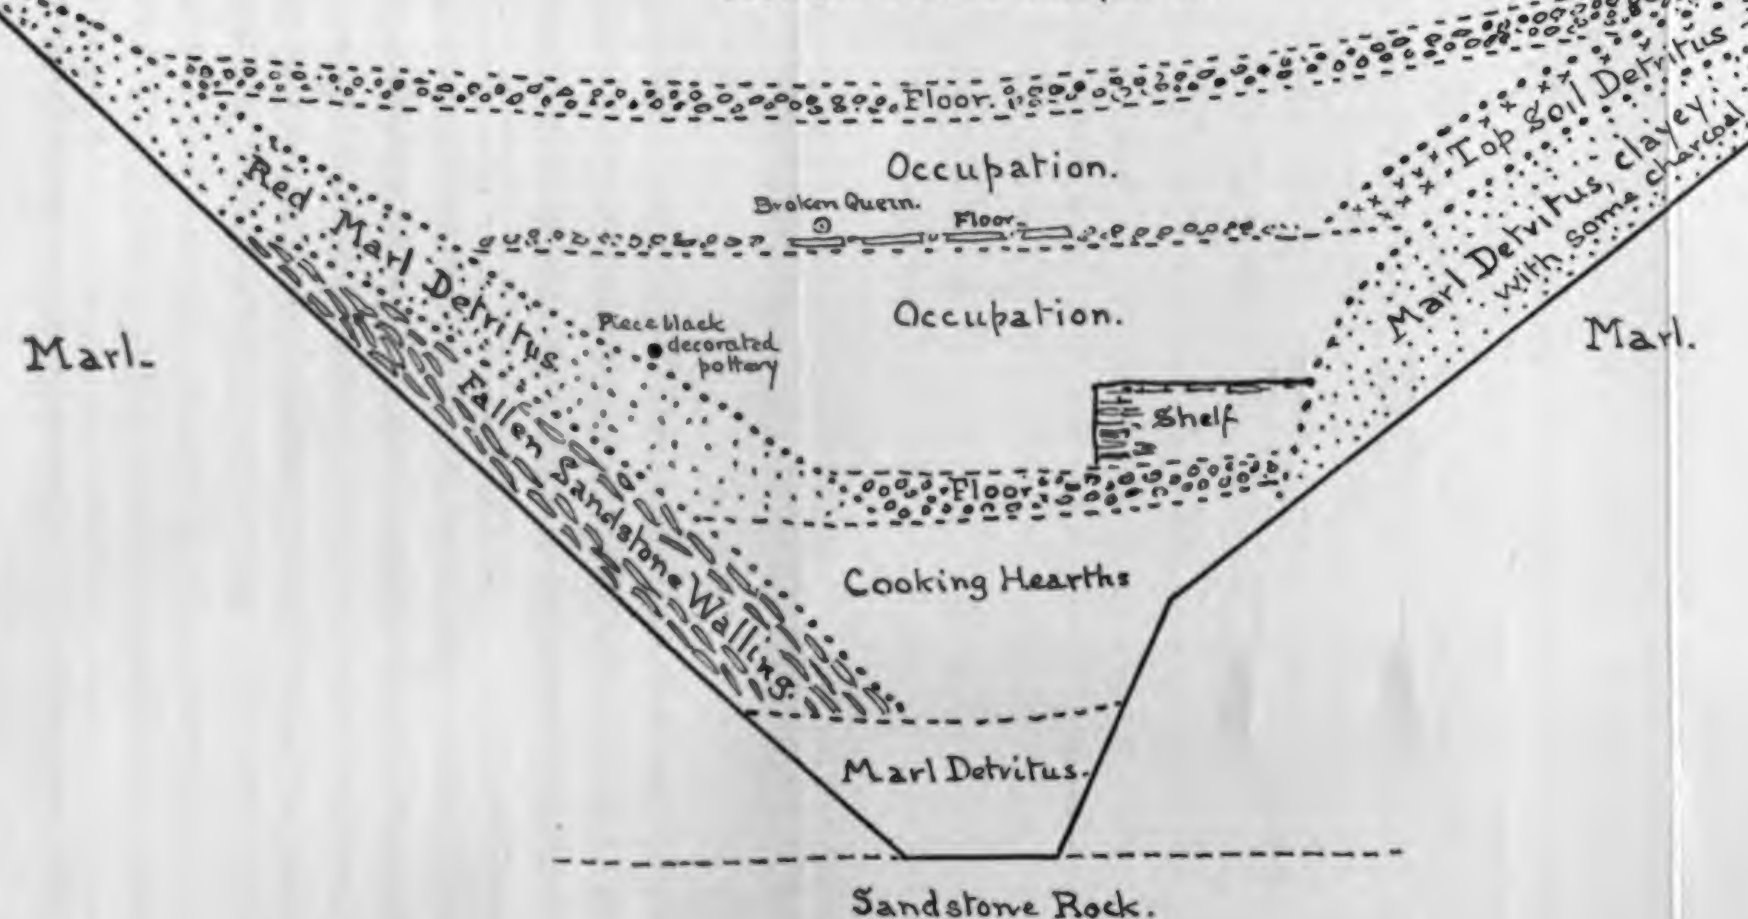 Floor.
Top Soil Detritus
Occupation.
Red Marl Detritus
Broken Quern.
Floor.
Marl Detritus, clayey
with some charcoal
Occupation.
Piece black
decorated
pottery
Marl.
Marl.
Shelf
Fallen Sandstone Walling.
Floor
Cooking Hearths
Marl Detritus.
Sandstone Rock.